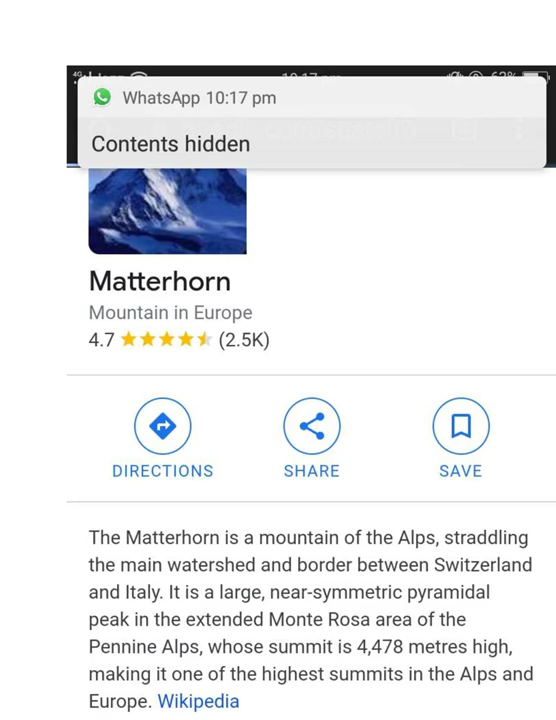 4G
WhatsApp 10:17 pm
Contents hidden
Matterhorn
Mountain in Europe
4.7 (2.5K)
DIRECTIONS SHARE SAVE
The Matterhorn is a mountain of the Alps, straddling
the main watershed and border between Switzerland
and Italy. It is a large, near-symmetric pyramidal
peak in the extended Monte Rosa area of the
Pennine Alps, whose summit is 4,478 metres high,
making it one of the highest summits in the Alps and
Europe. Wikipedia